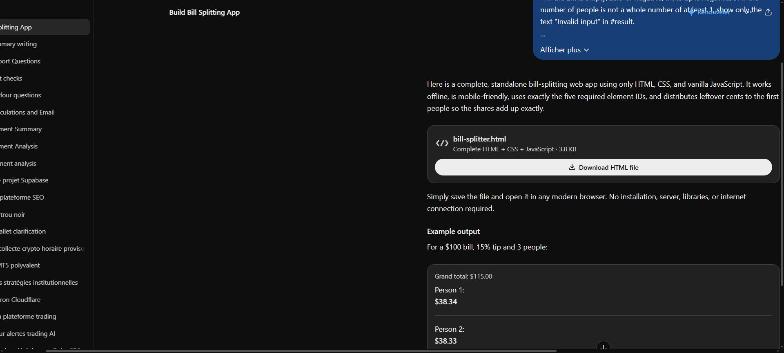 Build Bill Splitting App
plitting App
mary writing
port Questions
t checks
our questions
culations and Email
ment Summary
ment Analysis
nent analysis
projet Supabase
plateforme SEO
trou noir
allet clarification
collecte crypto horaire provis
MT5 polyvalent
s stratégies institutionnelles
ron Cloudflare
a plateforme trading
ur alertes trading AI
number of people is not a whole number of at least 1, show only the
text "Invalid input" in #result.
...
Afficher plus
Here is a complete, standalone bill-splitting web app using only HTML, CSS, and vanilla JavaScript. It works
offline, is mobile-friendly, uses exactly the five required element IDs, and distributes leftover cents to the first
people so the shares add up exactly.
</> bill-splitter.html
Complete HTML + CSS + JavaScript · 3.8 KB
Download HTML file
Simply save the file and open it in any modern browser. No installation, server, libraries, or internet
connection required.
Example output
For a $100 bill, 15% tip and 3 people:
Grand total: $115.00
Person 1:
$38.34
Person 2:
$38.33